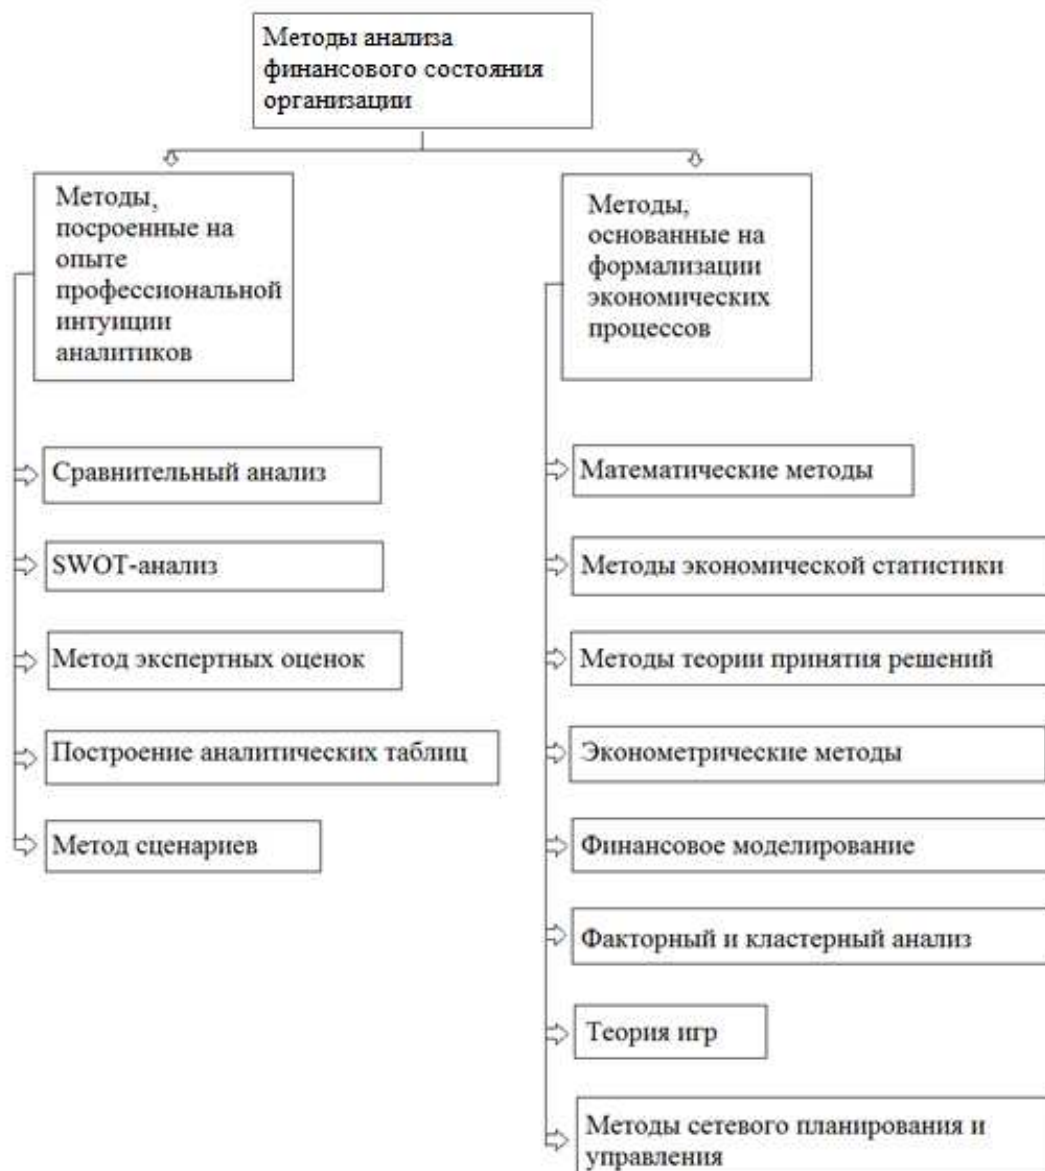 Методы анализа
финансового состояния
организации
Методы,
посроенные на
опыте
профессиональной
интуиции
аналитиков
Сравнительный анализ
SWOT-анализ
Метод экспертных оценок
Построение аналитических таблиц
Метод сценариев
Методы,
основанные на
формализации
экономических
процессов
Математические методы
Методы экономической статистики
Методы теории принятия решений
Эконометрические методы
Финансовое моделирование
Факторный и кластерный анализ
Теория игр
Методы сетевого планирования и
управления